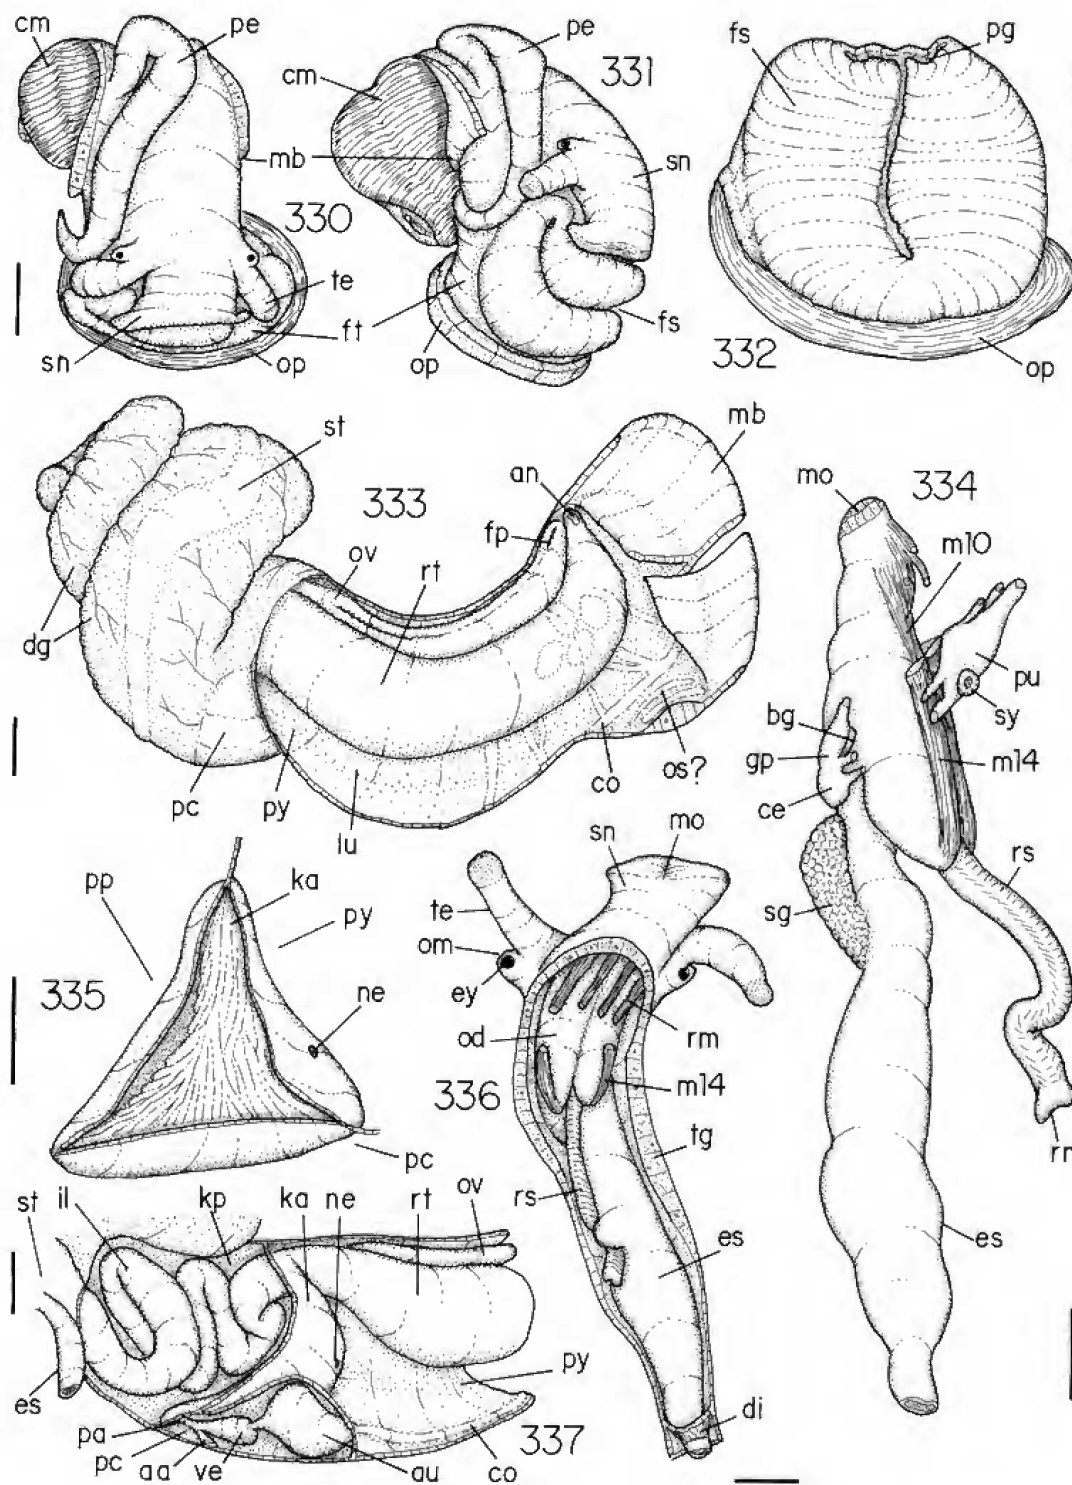 cm
pe
mb
330
te
ft
sn
op
pe
331
cm
sn
fs
op
fs
pg
332
op
st
333
an
mb
fp
ov
rt
dg
pc
py
lu
co
os?
mo
334
m10
pu
sy
bg
gp
m14
ce
rs
sg
es
pp
ka
py
335
ne
pc
sn
mo
te
om
ey
od
rm
336
m14
tg
rs
es
di
st
il
kp
ka
ne
rt
ov
es
py
pa
pc
aa
ve
au
co
337